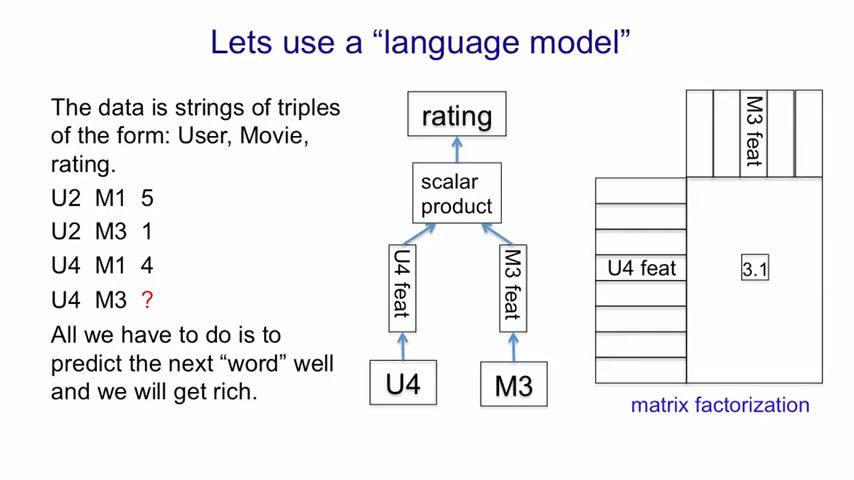 Lets use a “language model”
The data is strings of triples
of the form: User, Movie,
rating.
U2 M1 5
U2 M3 1
U4 M1 4
U4 M3 ?
All we have to do is to
predict the next “word” well
and we will get rich.
rating
scalar
product
U4 feat
M3 feat
U4
M3
M3 feat
U4 feat
3.1
matrix factorization